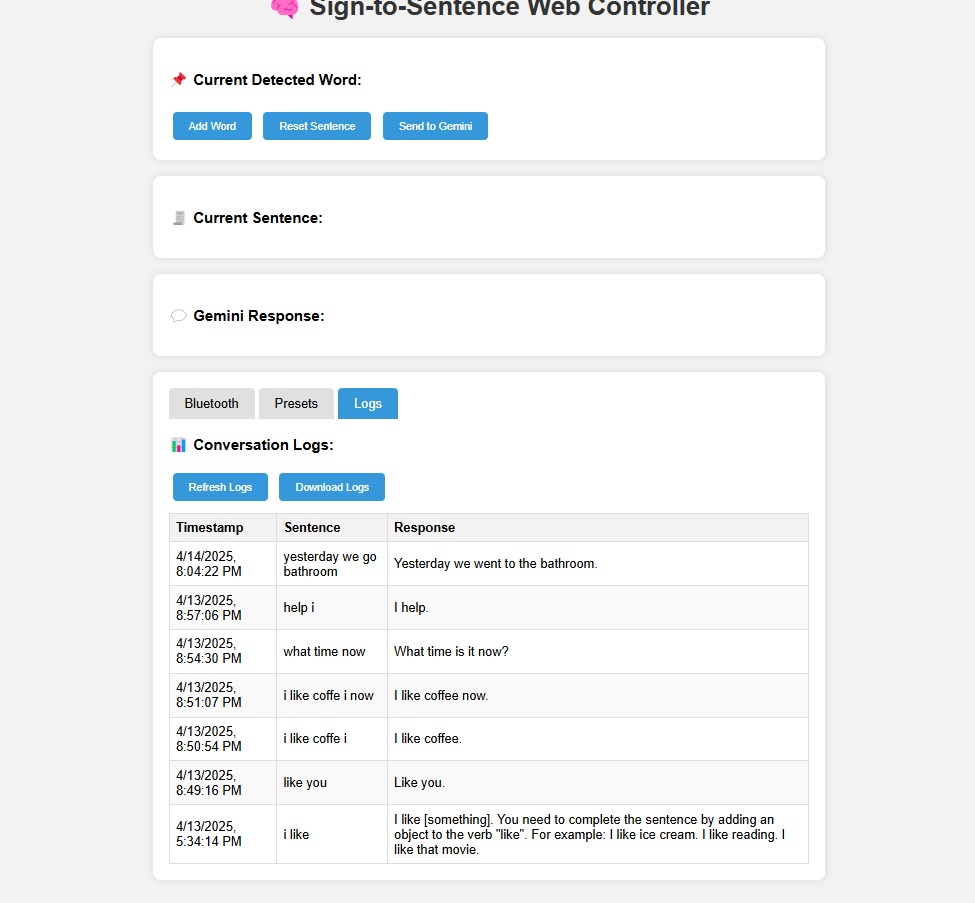 Sign-to-Sentence Web Controller
Current Detected Word:
Add Word Reset Sentence Send to Gemini
Current Sentence:
Gemini Response:
Bluetooth Presets Logs
Conversation Logs:
Refresh Logs Download Logs
Timestamp Sentence Response
4/14/2025, 8:04:22 PM yesterday we go bathroom Yesterday we went to the bathroom.
4/13/2025, 8:57:06 PM help i I help.
4/13/2025, 8:54:30 PM what time now What time is it now?
4/13/2025, 8:51:07 PM i like coffe i now I like coffee now.
4/13/2025, 8:50:54 PM i like coffe i I like coffee.
4/13/2025, 8:49:16 PM like you Like you.
4/13/2025, 5:34:14 PM i like I like [something]. You need to complete the sentence by adding an object to the verb "like". For example: I like ice cream. I like reading. I like that movie.